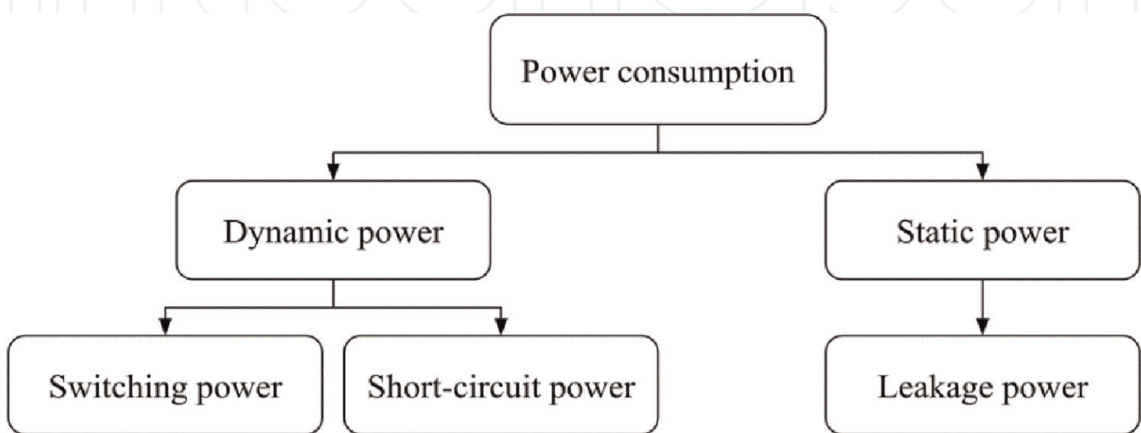 Power consumption
Dynamic power
Static power
Switching power
Short-circuit power
Leakage power